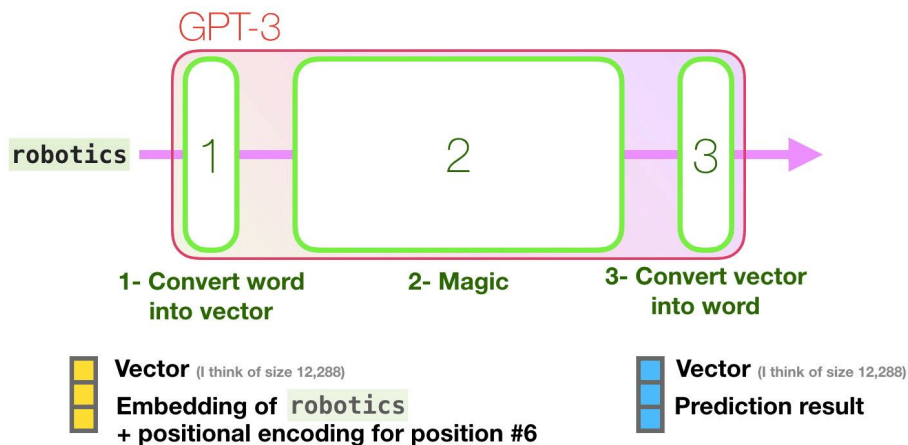 GPT-3
robotics
1
2
3
1- Convert word
into vector
2- Magic
3- Convert vector
into word
Vector (I think of size 12,288)
Embedding of robotics
+ positional encoding for position #6
Vector (I think of size 12,288)
Prediction result